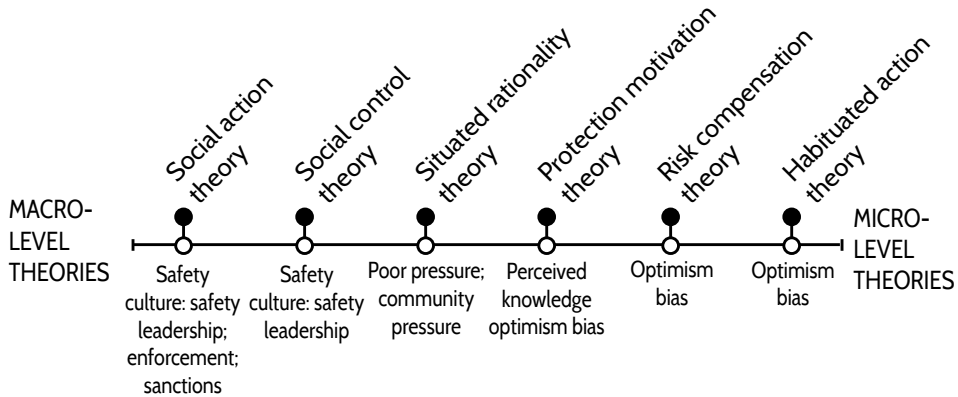 Social action
theory
Social control
theory
Situated rationality
theory
Protection motivation
theory
Risk compensation
theory
Habituated action
theory
MACRO-
LEVEL
THEORIES
MICRO-
LEVEL
THEORIES
Safety
culture: safety
leadership;
enforcement;
sanctions
Safety
culture: safety
leadership
Poor pressure;
community
pressure
Perceived
knowledge
optimism bias
Optimism
bias
Optimism
bias